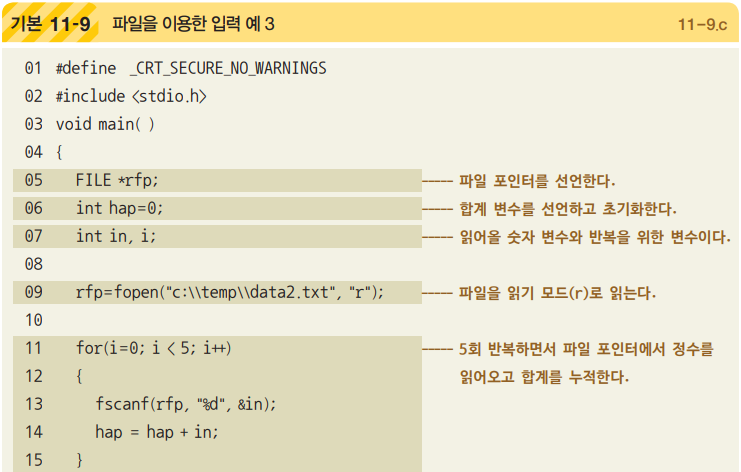 기본 11-9 파일을 이용한 입력 예 3 11-9.c
01 #define _CRT_SECURE_NO_WARNINGS
02 #include <stdio.h>
03 void main( )
04 {
05 FILE *rfp; ----- 파일 포인터를 선언한다.
06 int hap=0; ----- 합계 변수를 선언하고 초기화한다.
07 int in, i; ----- 읽어올 숫자 변수와 반복을 위한 변수이다.
08
09 rfp=fopen("c:\\temp\\data2.txt", "r"); ----- 파일을 읽기 모드(r)로 읽는다.
10
11 for(i=0; i < 5; i++) ----- 5회 반복하면서 파일 포인터에서 정수를
12 { 읽어오고 합계를 누적한다.
13 fscanf(rfp, "%d", &in);
14 hap = hap + in;
15 }